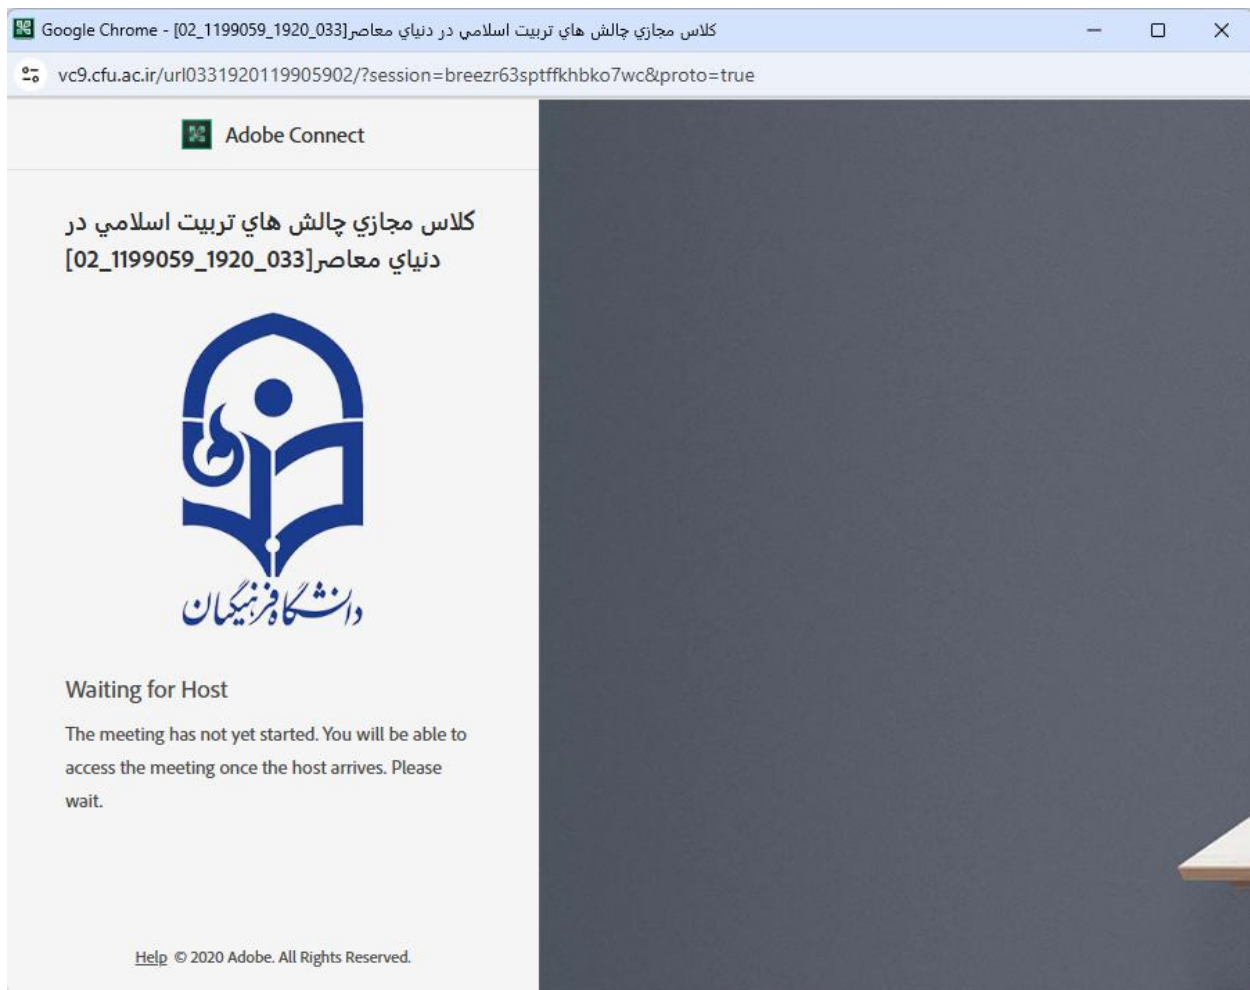 Google Chrome - [02_1199059_1920_033]كلاس مجازي چالش هاي تربيت اسلامي در دنياي معاصر
vc9.cfu.ac.ir/url0331920119905902/?session=breezr63sptffkhbko7wc&proto=true
Adobe Connect
كلاس مجازي چالش هاي تربيت اسلامي در
دنياي معاصر[02_1199059_1920_033]
دانشگاه فرهنگیان
Waiting for Host
The meeting has not yet started. You will be able to
access the meeting once the host arrives. Please
wait.
Help © 2020 Adobe. All Rights Reserved.